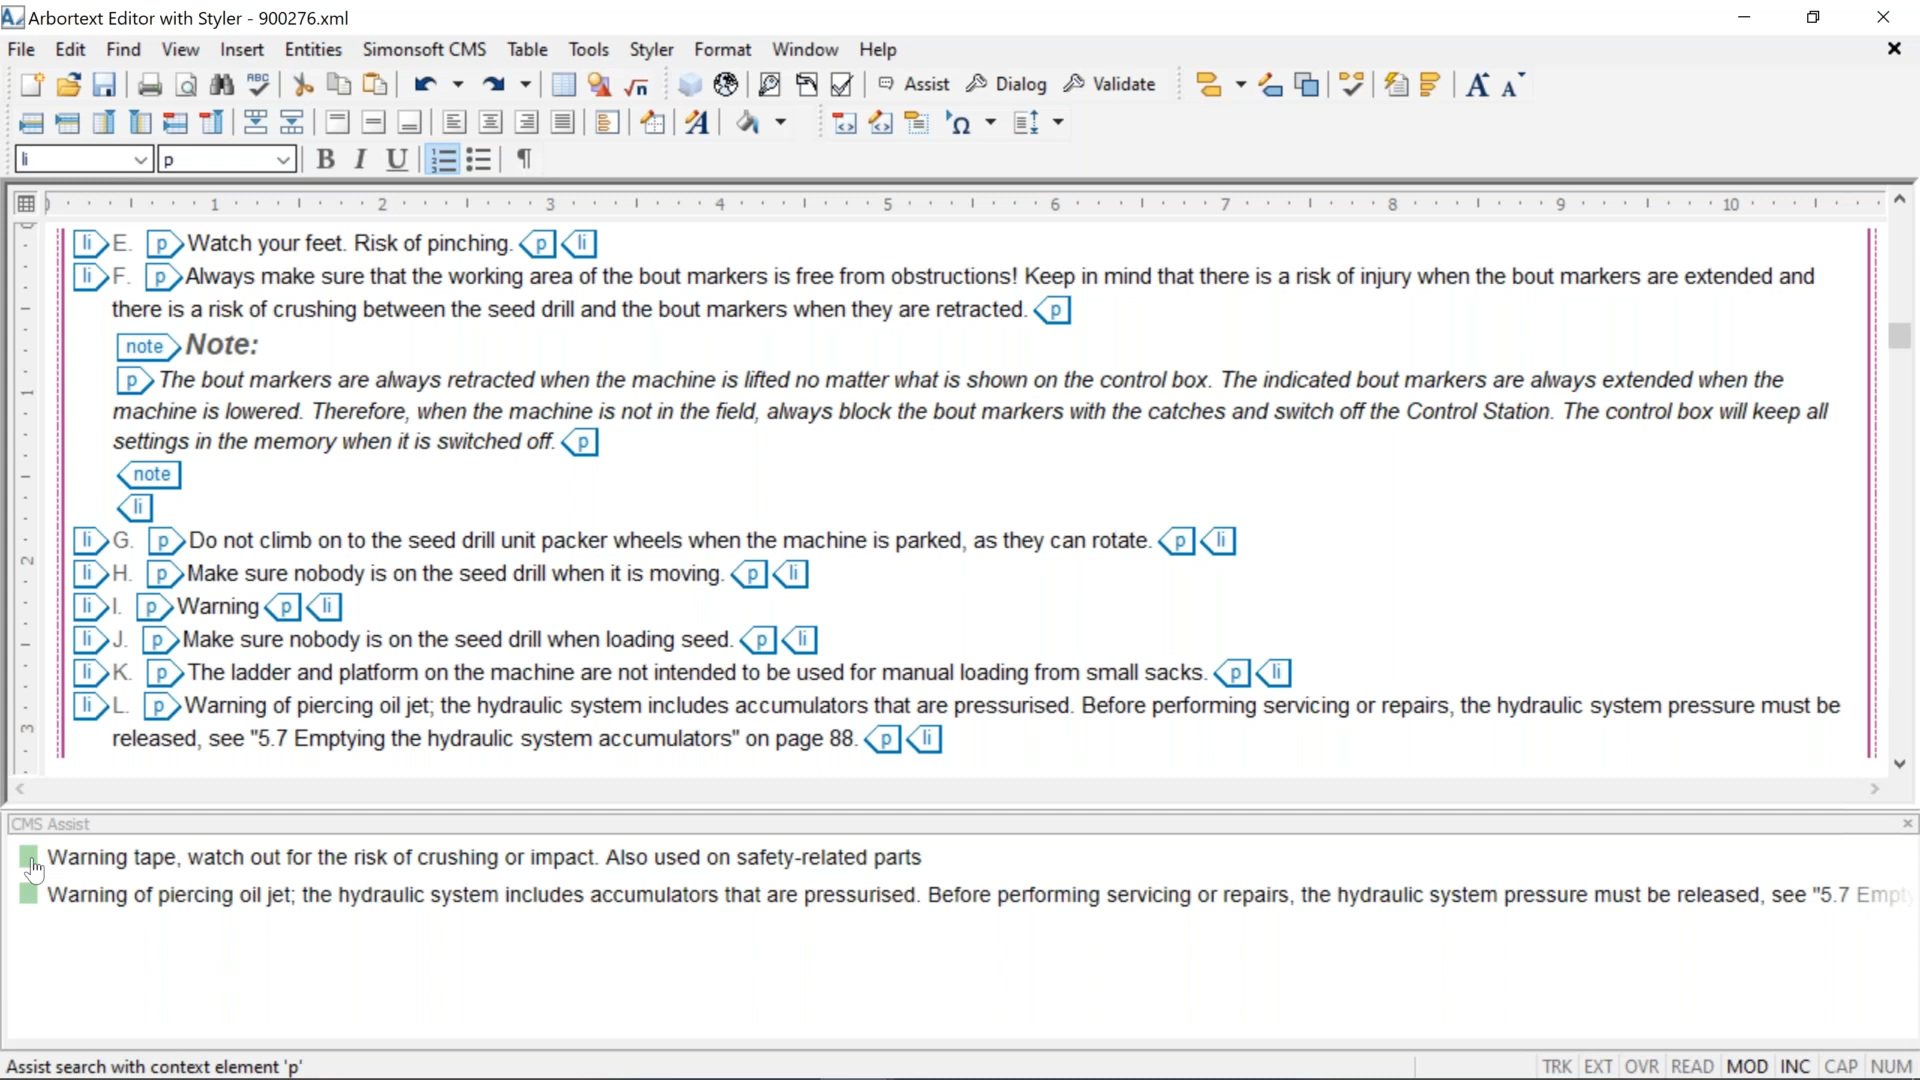 Arbortext Editor with Styler - 900276.xml
File Edit Find View Insert Entities Simonsoft CMS Table Tools Styler Format Window Help
ABC Assist Dialog Validate
li p B I U
1 2 3 4 5 6 7 8 9 10
li E. p Watch your feet. Risk of pinching. p li
li F. p Always make sure that the working area of the bout markers is free from obstructions! Keep in mind that there is a risk of injury when the bout markers are extended and
there is a risk of crushing between the seed drill and the bout markers when they are retracted. p
note Note:
p The bout markers are always retracted when the machine is lifted no matter what is shown on the control box. The indicated bout markers are always extended when the
machine is lowered. Therefore, when the machine is not in the field, always block the bout markers with the catches and switch off the Control Station. The control box will keep all
settings in the memory when it is switched off. p
note
li
li G. p Do not climb on to the seed drill unit packer wheels when the machine is parked, as they can rotate. p li
li H. p Make sure nobody is on the seed drill when it is moving. p li
li I. p Warning p li
li J. p Make sure nobody is on the seed drill when loading seed. p li
li K. p The ladder and platform on the machine are not intended to be used for manual loading from small sacks. p li
li L. p Warning of piercing oil jet; the hydraulic system includes accumulators that are pressurised. Before performing servicing or repairs, the hydraulic system pressure must be
released, see "5.7 Emptying the hydraulic system accumulators" on page 88. p li
1
2
3
CMS Assist
Warning tape, watch out for the risk of crushing or impact. Also used on safety-related parts
Warning of piercing oil jet; the hydraulic system includes accumulators that are pressurised. Before performing servicing or repairs, the hydraulic system pressure must be released, see "5.7 Empty
Assist search with context element 'p' TRK EXT OVR READ MOD INC CAP NUM